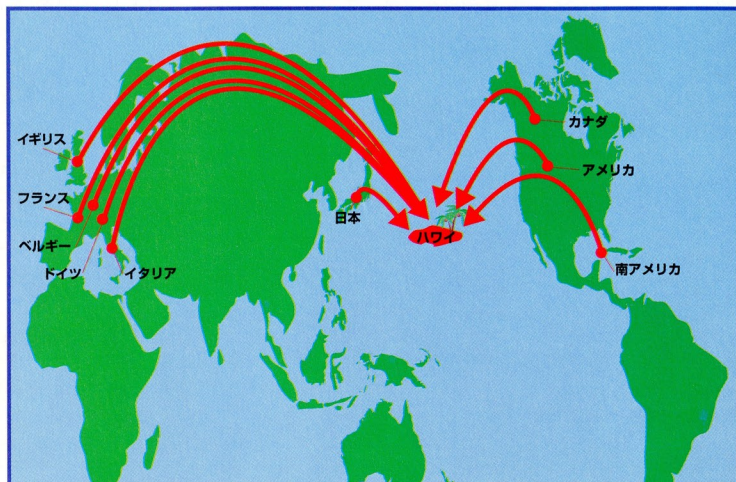 イギリス
フランス
ベルギー
ドイツ
イタリア
日本
ハワイ
カナダ
アメリカ
南アメリカ